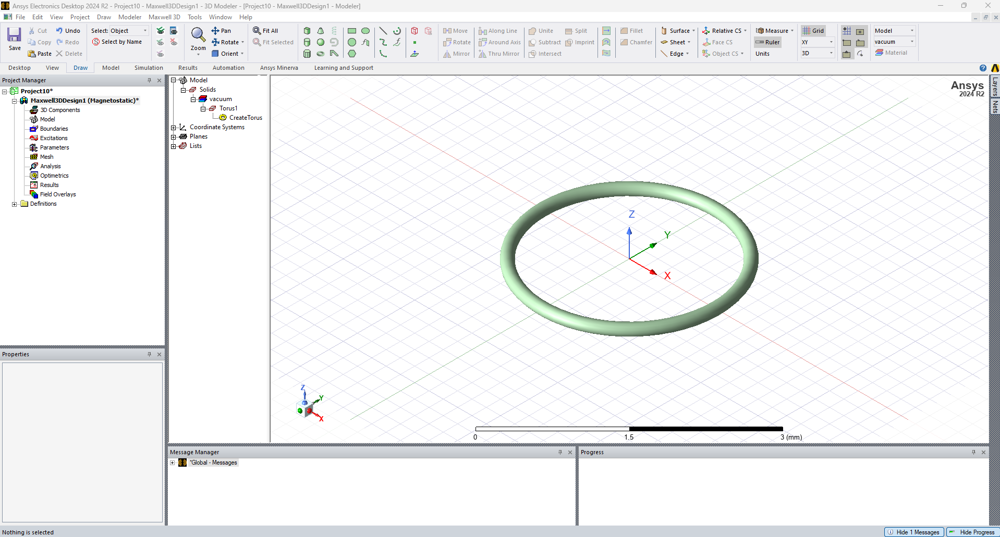 Ansys Electronics Desktop 2024 R2 - Project10 - Maxwell3DDesign1 - 3D Modeler - [Project10 - Maxwell3DDesign1 - Modeler]
File Edit View Project Draw Modeler Maxwell 3D Tools Window Help
Save
Cut Undo
Copy Redo
Paste Delete
Select: Object
Select by Name
Zoom
Pan
Rotate
Orient
Fit All
Fit Selected
Move
Rotate
Mirror
Along Line
Around Axis
Thru Mirror
Unite Split
Subtract Imprint
Intersect
Fillet
Chamfer
Surface
Sheet
Edge
Relative CS
Face CS
Object CS
Measure
Ruler
Units
Grid
XY
3D
Model
vacuum
Material
Desktop View Draw Model Simulation Results Automation Ansys Minerva Learning and Support
Project Manager
Project10*
Maxwell3DDesign1 (Magnetostatic)*
3D Components
Model
Boundaries
Excitations
Parameters
Mesh
Analysis
Optimetrics
Results
Field Overlays
Definitions
Properties
Model
Solids
vacuum
Torus1
CreateTorus
Coordinate Systems
Planes
Lists
Ansys
2024 R2
Layers
Nets
Z
Y
X
Z
Y
X
0 1.5 3 (mm)
Message Manager
*Global - Messages
Progress
Nothing is selected
Hide 1 Messages
Hide Progress